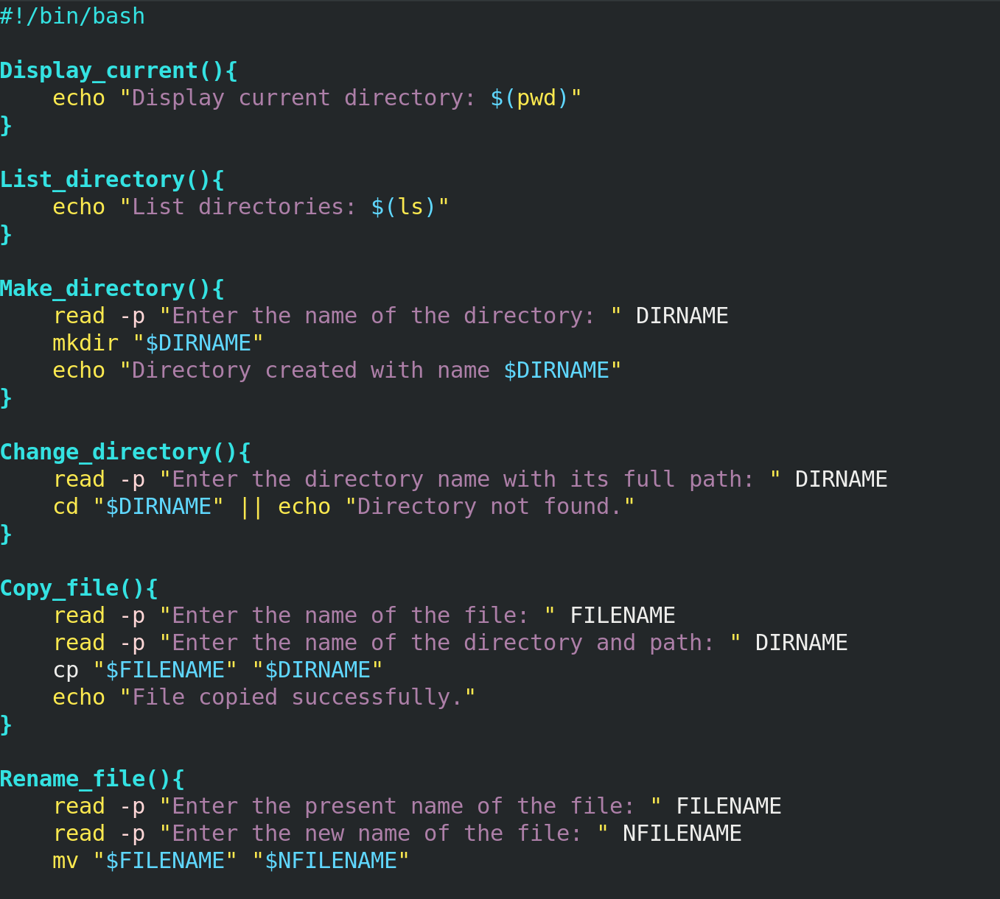 #!/bin/bash

Display_current(){
    echo "Display current directory: $(pwd)"
}

List_directory(){
    echo "List directories: $(ls)"
}

Make_directory(){
    read -p "Enter the name of the directory: " DIRNAME
    mkdir "$DIRNAME"
    echo "Directory created with name $DIRNAME"
}

Change_directory(){
    read -p "Enter the directory name with its full path: " DIRNAME
    cd "$DIRNAME" || echo "Directory not found."
}

Copy_file(){
    read -p "Enter the name of the file: " FILENAME
    read -p "Enter the name of the directory and path: " DIRNAME
    cp "$FILENAME" "$DIRNAME"
    echo "File copied successfully."
}

Rename_file(){
    read -p "Enter the present name of the file: " FILENAME
    read -p "Enter the new name of the file: " NFILENAME
    mv "$FILENAME" "$NFILENAME"